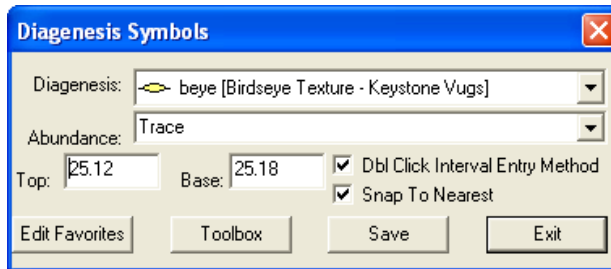 Diagenesis Symbols
Diagenesis: beye [Birdseye Texture - Keystone Vugs]
Abundance: Trace
Top: 25.12 Base: 25.18 Dbl Click Interval Entry Method
Snap To Nearest
Edit Favorites Toolbox Save Exit